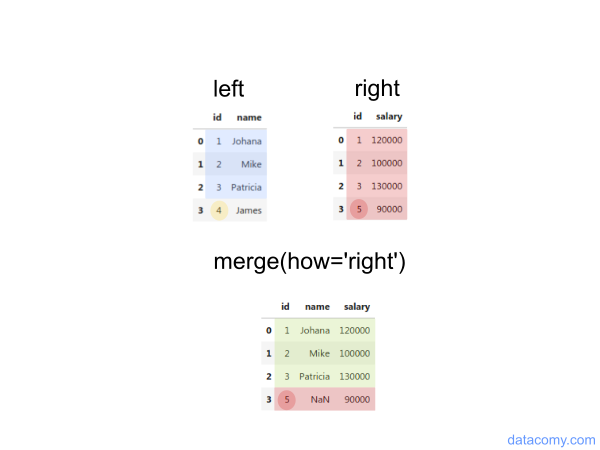 left right
id name id salary
0 1 Johana 0 1 120000
1 2 Mike 1 2 100000
2 3 Patricia 2 3 130000
3 4 James 3 5 90000
merge(how='right')
id name salary
0 1 Johana 120000
1 2 Mike 100000
2 3 Patricia 130000
3 5 NaN 90000
datacomy.com